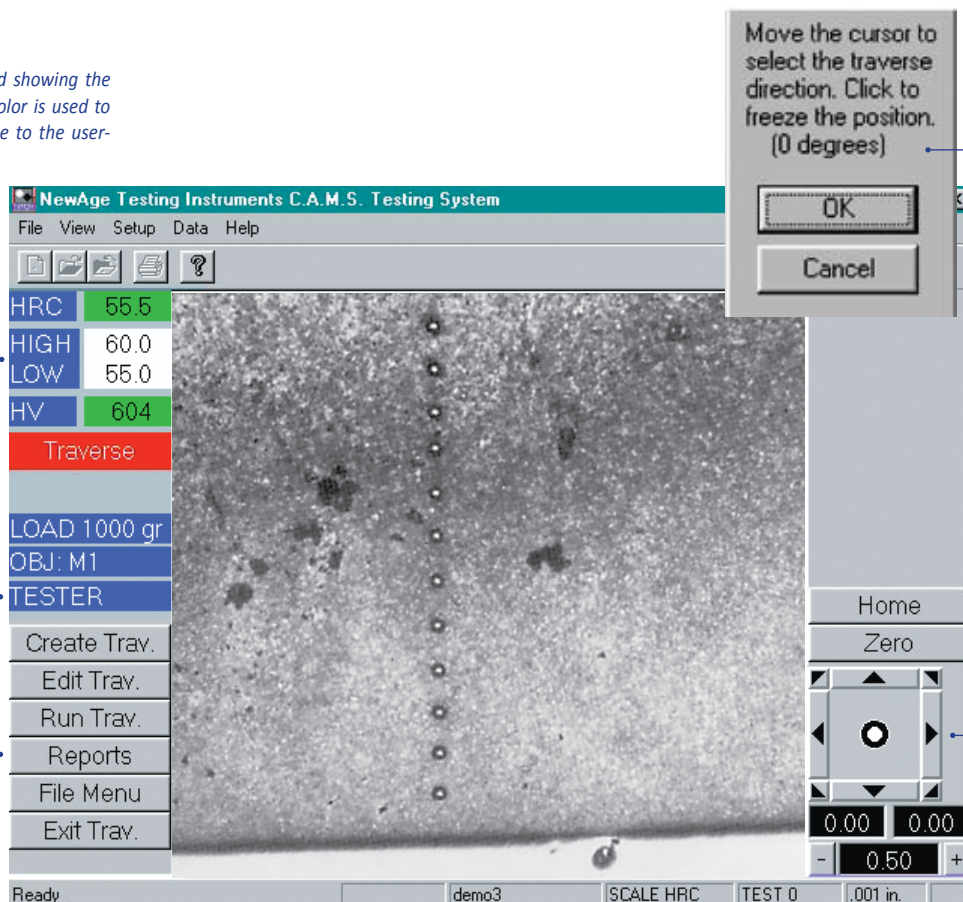 d showing the
olor is used to
e to the user-
Move the cursor to
select the traverse
direction. Click to
freeze the position.
(0 degrees)
OK
Cancel
NewAge Testing Instruments C.A.M.S. Testing System
File View Setup Data Help
?
HRC 55.5
HIGH 60.0
LOW 55.0
HV 604
Traverse
LOAD 1000 gr
OBJ: M1
TESTER
Create Trav.
Edit Trav.
Run Trav.
Reports
File Menu
Exit Trav.
Home
Zero
0.00 0.00
- 0.50 +
Ready demo3 SCALE HRC TEST 0 .001 in.